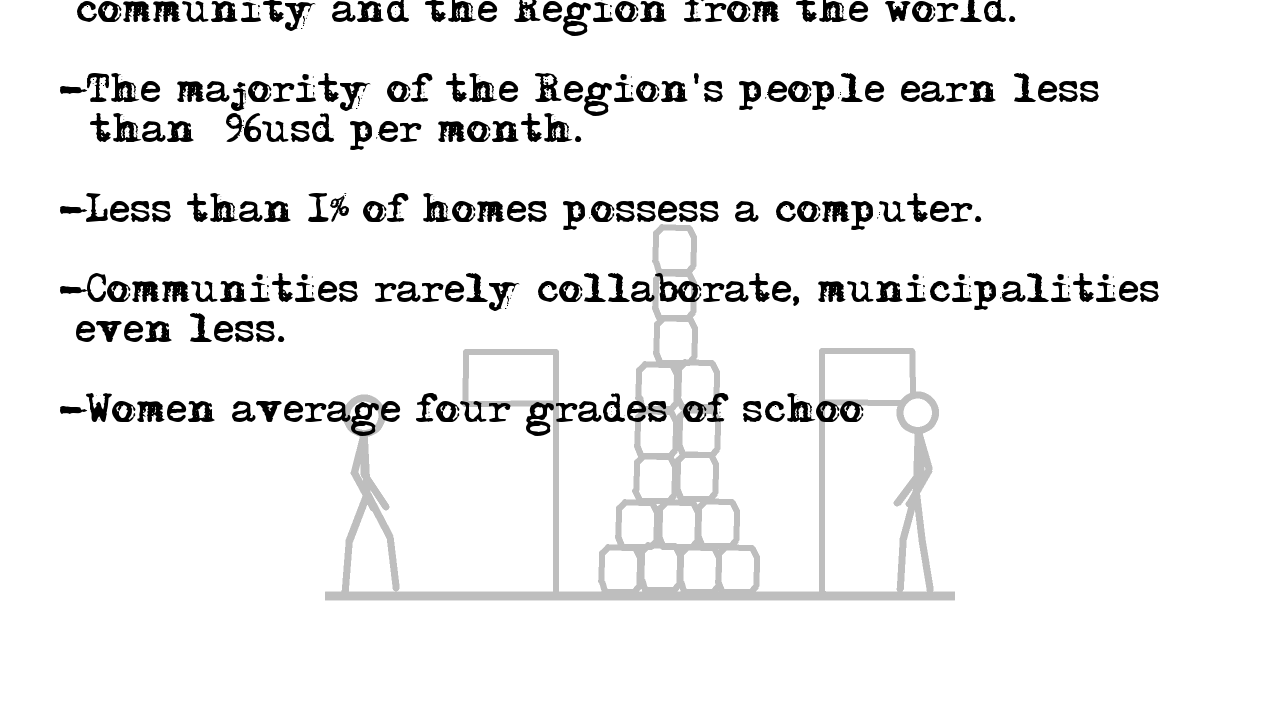 community and the Region from the world.
-The majority of the Region's people earn less
than 96usd per month.
-Less than I% of homes possess a computer.
-Communities rarely collaborate, municipalities
even less.
-Women average four grades of schoo